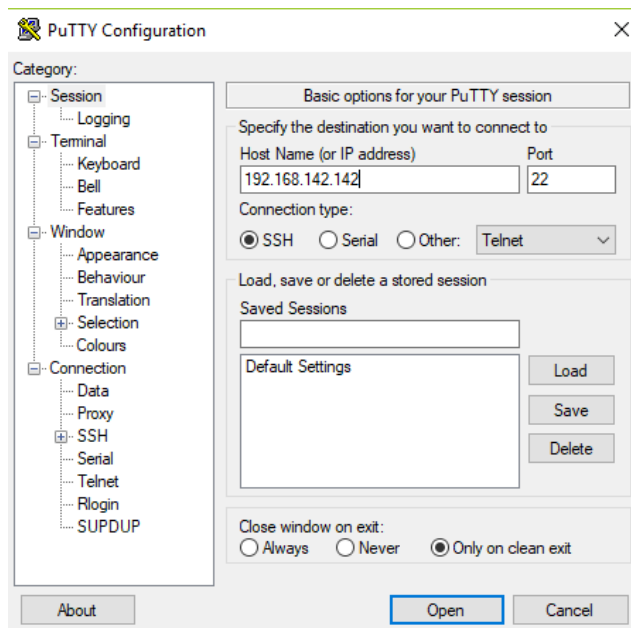 PuTTY Configuration
Category:
Session
Logging
Terminal
Keyboard
Bell
Features
Window
Appearance
Behaviour
Translation
Selection
Colours
Connection
Data
Proxy
SSH
Serial
Telnet
Rlogin
SUPDUP
Basic options for your PuTTY session
Specify the destination you want to connect to
Host Name (or IP address) Port
192.168.142.142 22
Connection type:
SSH Serial Other: Telnet
Load, save or delete a stored session
Saved Sessions
Default Settings
Load
Save
Delete
Close window on exit:
Always Never Only on clean exit
About Open Cancel